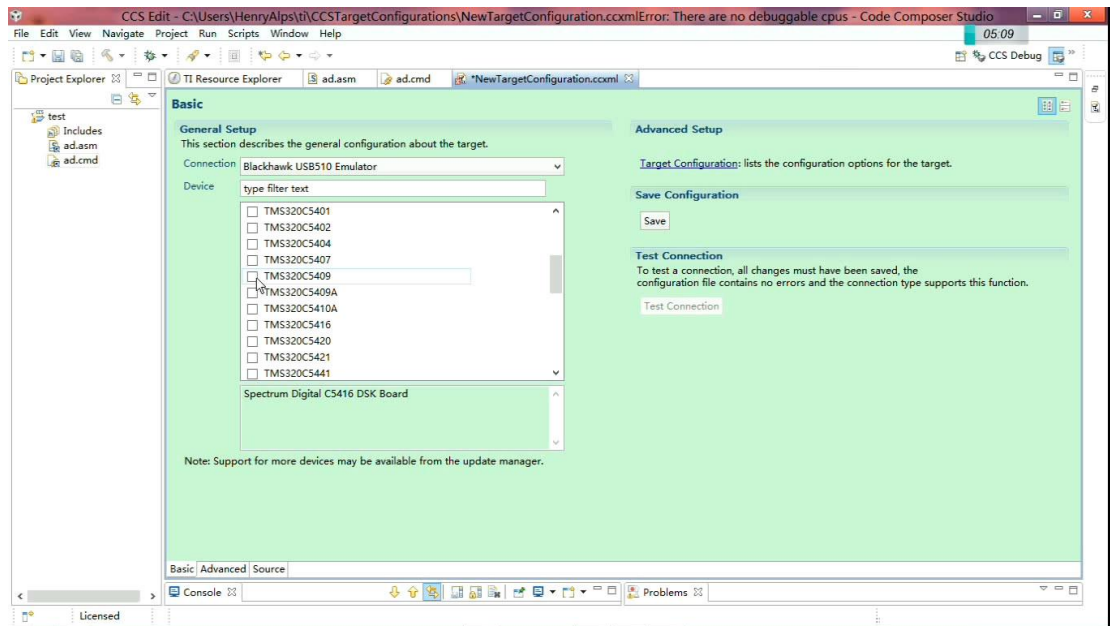 CCS Edit - C:\Users\HenryAlps\ti\CCSTargetConfigurations\NewTargetConfiguration.ccxmlError: There are no debuggable cpus - Code Composer Studio
File Edit View Navigate Project Run Scripts Window Help
05:09
CCS Debug
Project Explorer
TI Resource Explorer
ad.asm
ad.cmd
*NewTargetConfiguration.ccxml
test
Includes
ad.asm
ad.cmd
Basic
General Setup
This section describes the general configuration about the target.
Connection
Blackhawk USB510 Emulator
Device
type filter text
TMS320C5401
TMS320C5402
TMS320C5404
TMS320C5407
TMS320C5409
TMS320C5409A
TMS320C5410A
TMS320C5416
TMS320C5420
TMS320C5421
TMS320C5441
Spectrum Digital C5416 DSK Board
Note: Support for more devices may be available from the update manager.
Advanced Setup
Target Configuration: lists the configuration options for the target.
Save Configuration
Save
Test Connection
To test a connection, all changes must have been saved, the
configuration file contains no errors and the connection type supports this function.
Test Connection
Basic Advanced Source
Console
Problems
Licensed